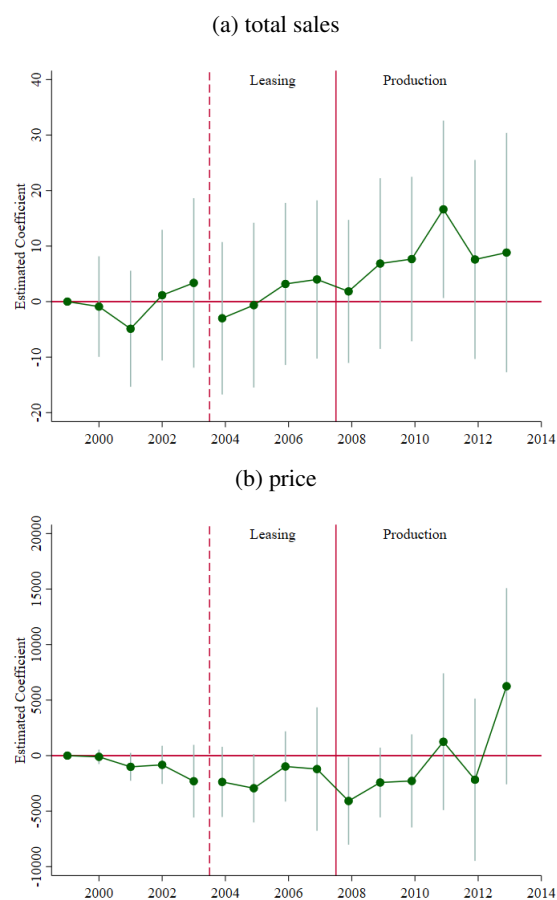 (a) total sales
Leasing Production
Estimated Coefficient
40
30
20
10
0
-10
-20
2000 2002 2004 2006 2008 2010 2012 2014
(b) price
Leasing Production
Estimated Coefficient
20000
15000
10000
5000
0
-5000
-10000
2000 2002 2004 2006 2008 2010 2012 2014